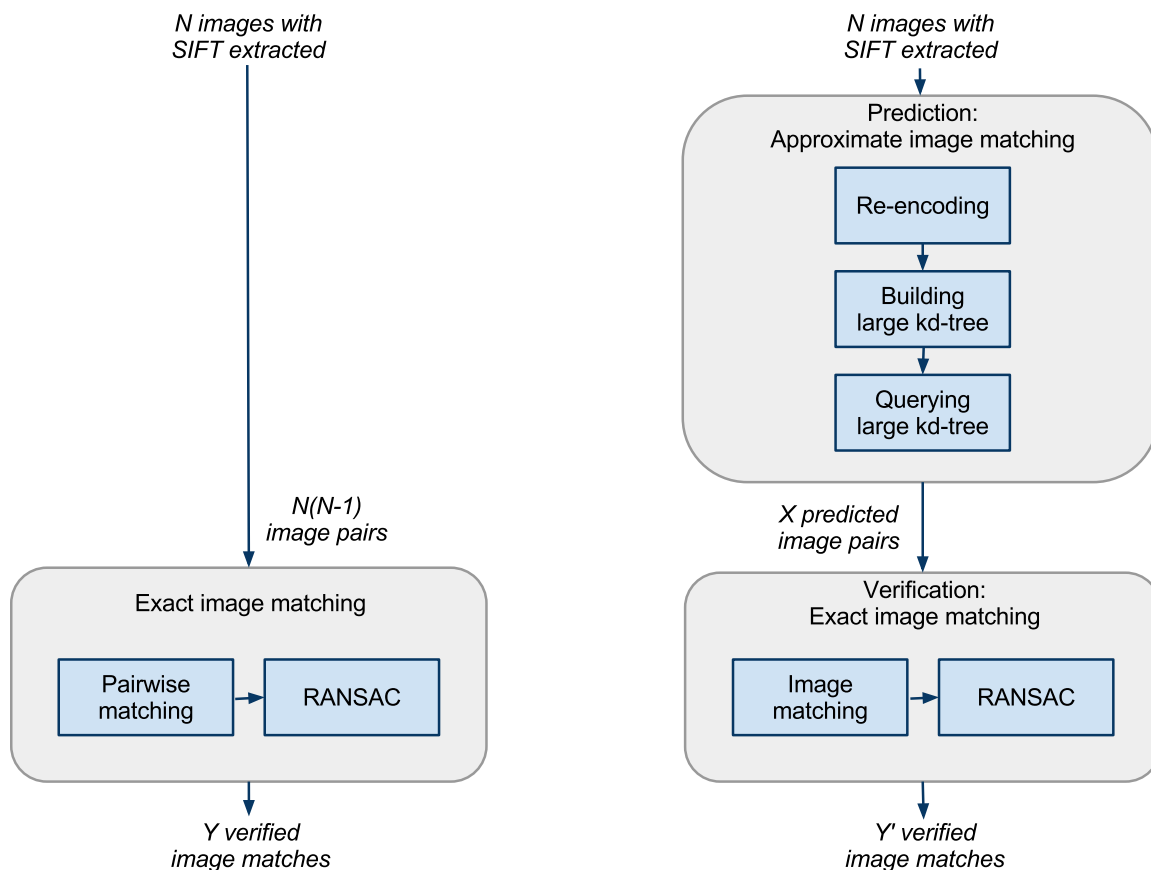 N images with
SIFT extracted
N(N-1)
image pairs
Exact image matching
Pairwise
matching
RANSAC
Y verified
image matches
N images with
SIFT extracted
Prediction:
Approximate image matching
Re-encoding
Building
large kd-tree
Querying
large kd-tree
X predicted
image pairs
Verification:
Exact image matching
Image
matching
RANSAC
Y' verified
image matches